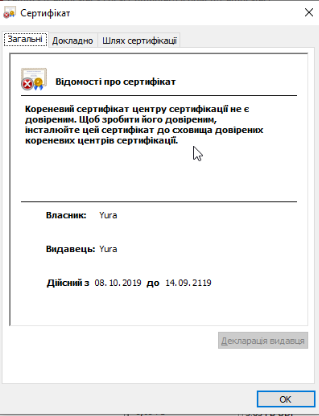 Сертифікат
Загальні Докладно Шлях сертифікації
Відомості про сертифікат
Кореневий сертифікат центру сертифікації не є
довіреним. Щоб зробити його довіреним,
інсталюйте цей сертифікат до сховища довірених
кореневих центрів сертифікації.
Власник: Yura
Видавець: Yura
Дійсний з 08.10.2019 до 14.09.2119
Декларація видавця
OK